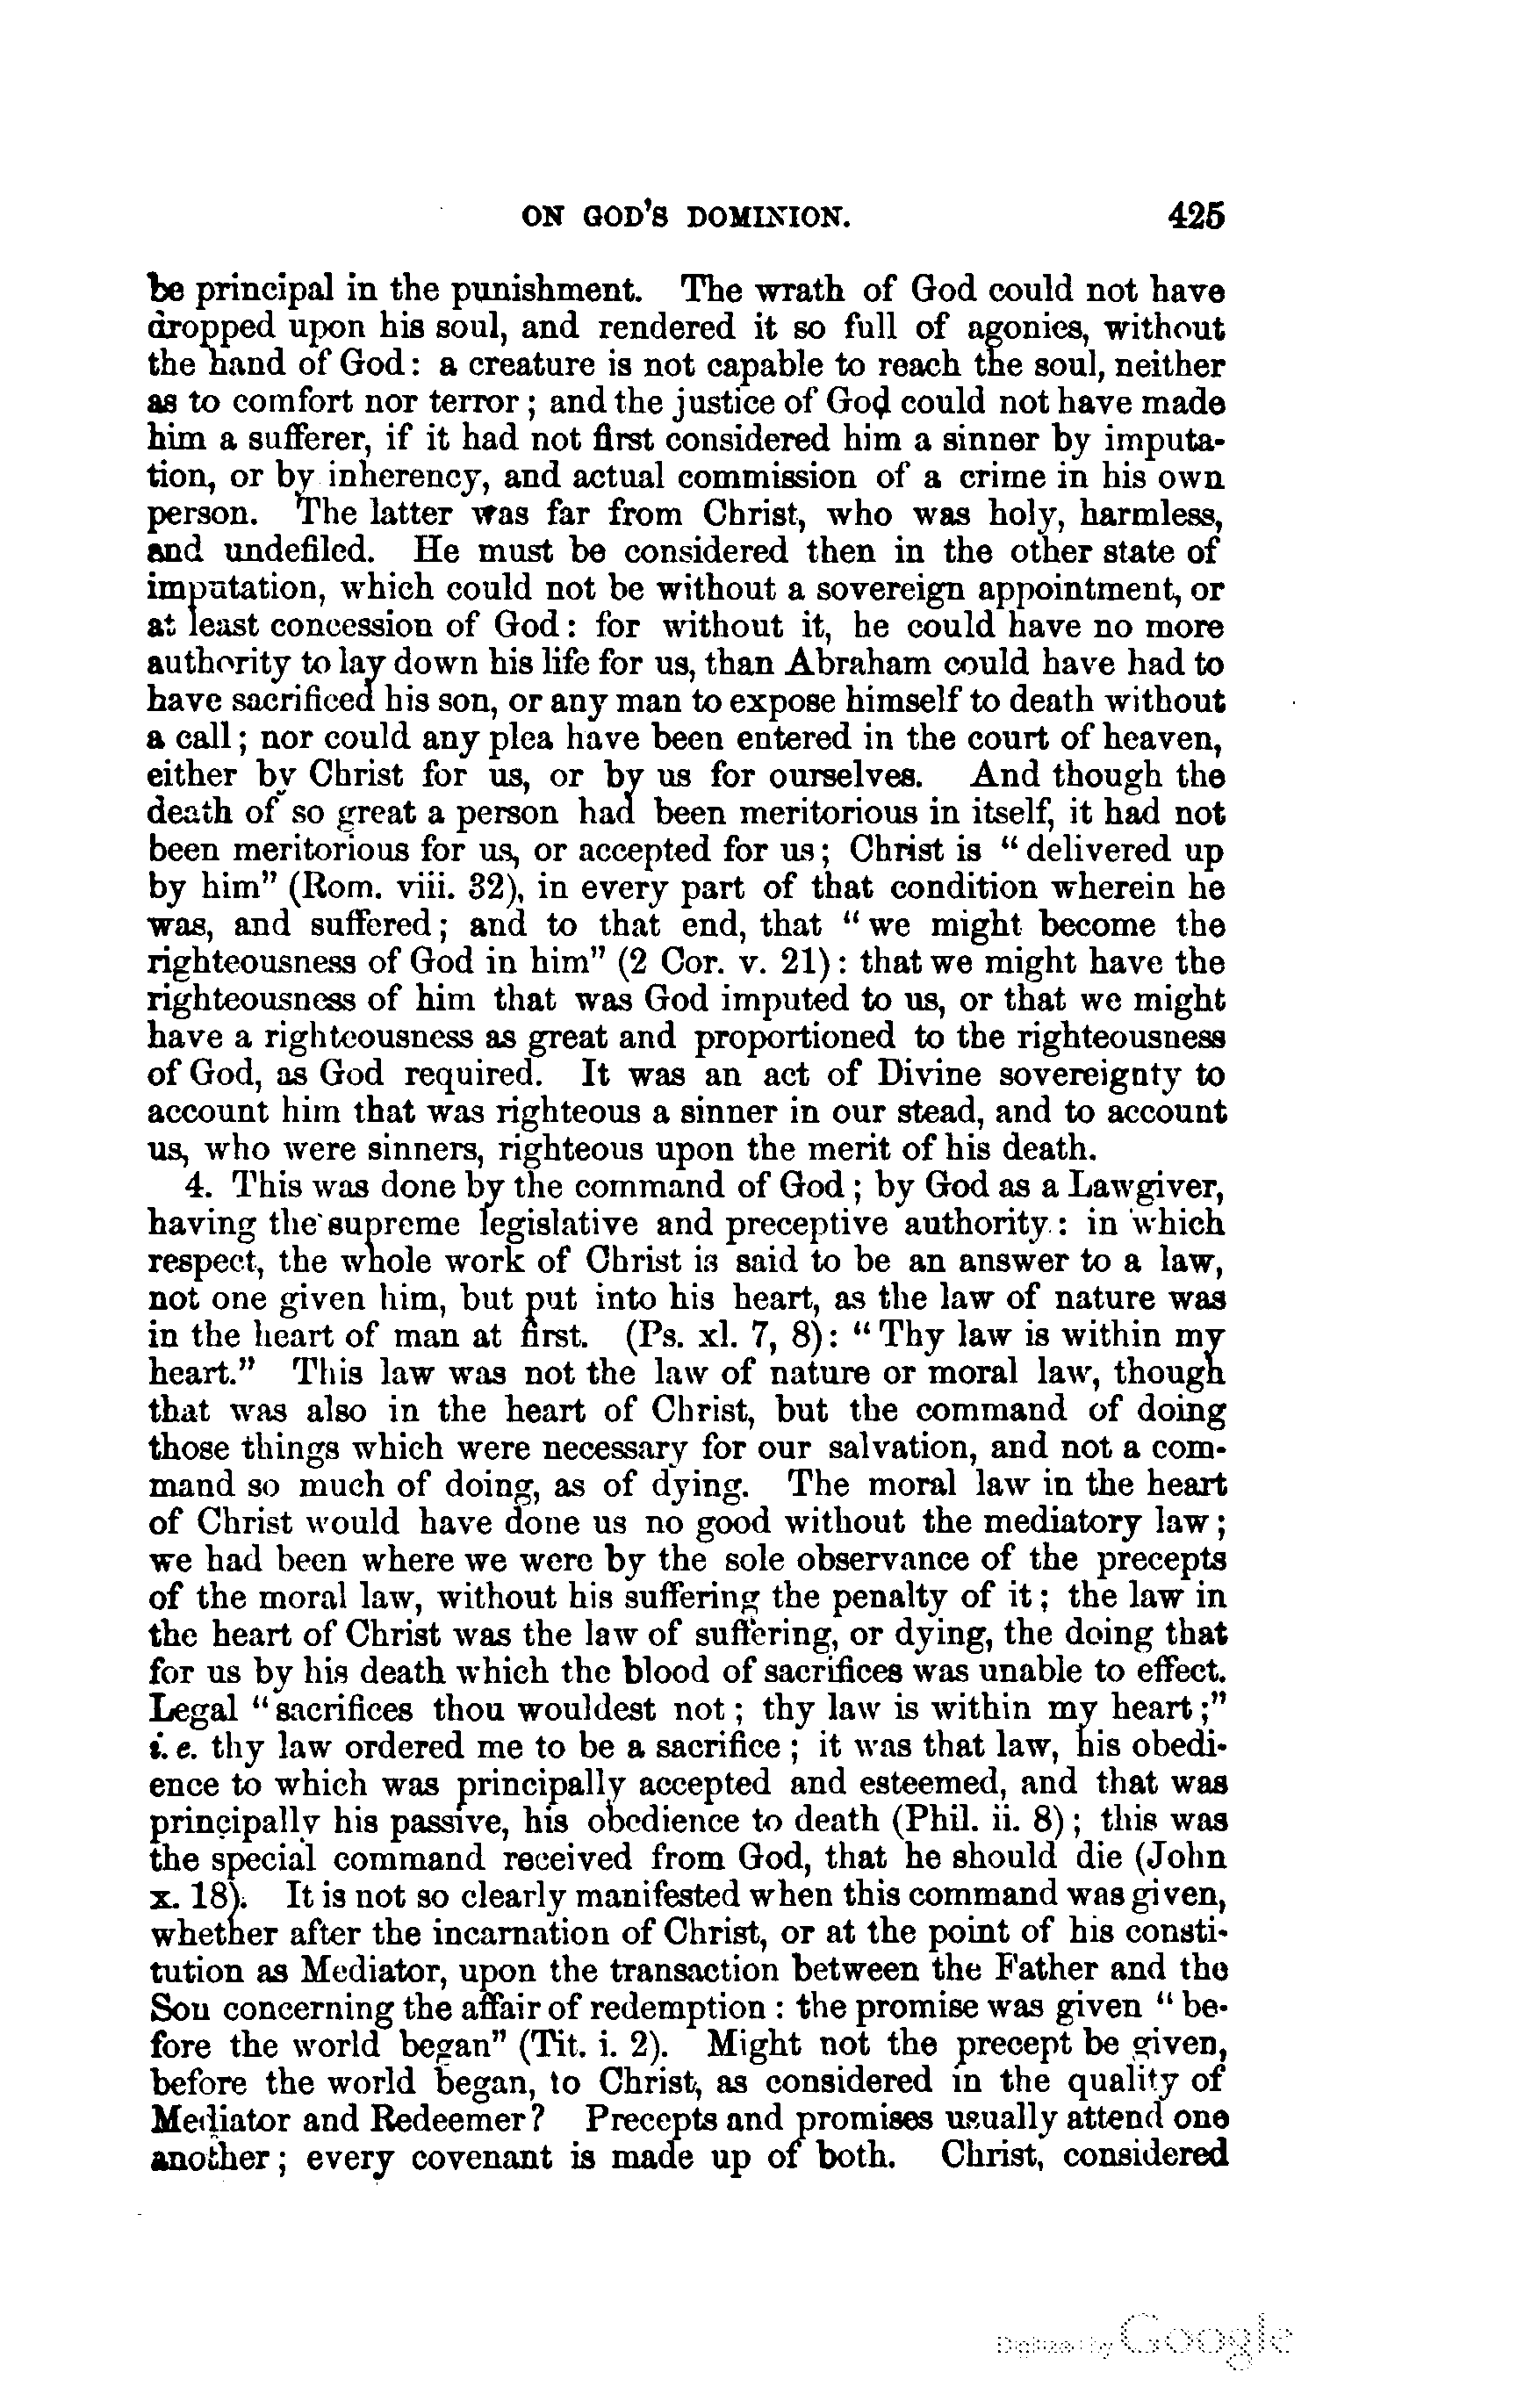 ON GOD'S DOMINION. 425
be principal in the punishment. The wrath of God could not have
dropped upon his soul, and rendered it so full of agonies, without
the hand of God: a creature is not capable to reach the soul, neither
as to comfort nor terror; and the justice of God could not have made
him a sufferer, if it had not first considered him a sinner by imputa-
tion, or by inherency, and actual commission of a crime in his own
person. The latter was far from Christ, who was holy, harmless,
and undefiled. He must be considered then in the other state of
imputation, which could not be without a sovereign appointment, or
at least concession of God: for without it, he could have no more
authority to lay down his life for us, than Abraham could have had to
have sacrificed his son, or any man to expose himself to death without
a call; nor could any plea have been entered in the court of heaven,
either by Christ for us, or by us for ourselves. And though the
death of so great a person had been meritorious in itself, it had not
been meritorious for us, or accepted for us; Christ is "delivered up
by him" (Rom. viii. 32), in every part of that condition wherein he
was, and suffered; and to that end, that "we might become the
righteousness of God in him" (2 Cor. v. 21): that we might have the
righteousness of him that was God imputed to us, or that we might
have a righteousness as great and proportioned to the righteousness
of God, as God required. It was an act of Divine sovereignty to
account him that was righteous a sinner in our stead, and to account
us, who were sinners, righteous upon the merit of his death.
4. This was done by the command of God; by God as a Lawgiver,
having the supreme legislative and preceptive authority: in which
respect, the whole work of Christ is said to be an answer to a law,
not one given him, but put into his heart, as the law of nature was
in the heart of man at first. (Ps. xl. 7, 8): "Thy law is within my
heart." This law was not the law of nature or moral law, though
that was also in the heart of Christ, but the command of doing
those things which were necessary for our salvation, and not a com-
mand so much of doing, as of dying. The moral law in the heart
of Christ would have done us no good without the mediatory law;
we had been where we were by the sole observance of the precepts
of the moral law, without his suffering the penalty of it; the law in
the heart of Christ was the law of suffering, or dying, the doing that
for us by his death which the blood of sacrifices was unable to effect.
Legal "sacrifices thou wouldest not; thy law is within my heart;"
i. e. thy law ordered me to be a sacrifice; it was that law, his obedi-
ence to which was principally accepted and esteemed, and that was
principally his passive, his obedience to death (Phil. ii. 8); this was
the special command received from God, that he should die (John
x. 18). It is not so clearly manifested when this command was given,
whether after the incarnation of Christ, or at the point of his consti-
tution as Mediator, upon the transaction between the Father and the
Son concerning the affair of redemption: the promise was given "be-
fore the world began" (Tit. i. 2). Might not the precept be given,
before the world began, to Christ, as considered in the quality of
Mediator and Redeemer? Precepts and promises usually attend one
another; every covenant is made up of both. Christ, considered
Digitized by Google